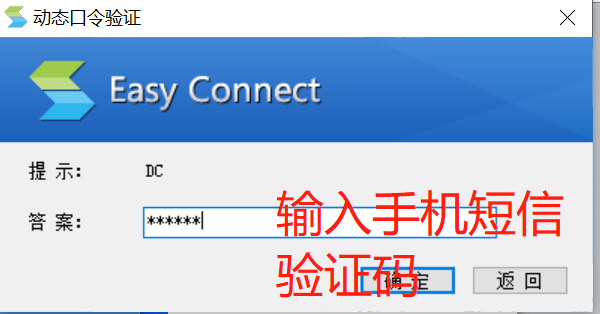 动态口令验证
Easy Connect
提 示: DC
答 案: ******
输入手机短信
验证码
确 定 返 回